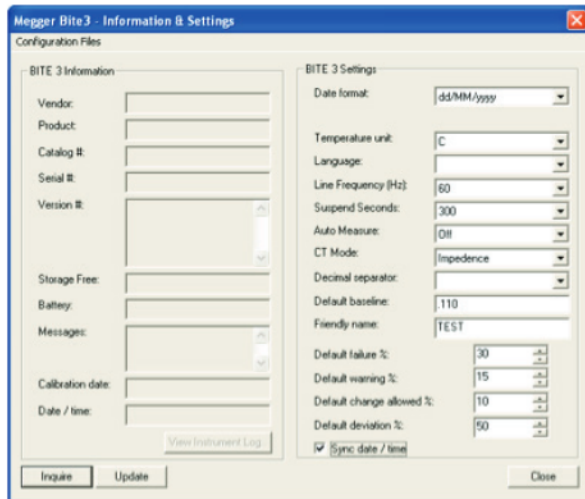 Megger Bite3 - Information & Settings
Configuration Files
BITE 3 Information
Vendor:
Product:
Catalog #:
Serial #:
Version #:
Storage Free:
Battery:
Messages:
Calibration date:
Date / time:
View Instrument Log...
BITE 3 Settings
Date format: dd/MM/yyyy
Temperature unit: C
Language:
Line Frequency (Hz): 60
Suspend Seconds: 300
Auto Measure: Off
CT Mode: Impedence
Decimal separator:
Default baseline: .110
Friendly name: TEST
Default failure %: 30
Default warning %: 15
Default change allowed %: 10
Default deviation %: 50
Sync date / time
Inquire Update Close